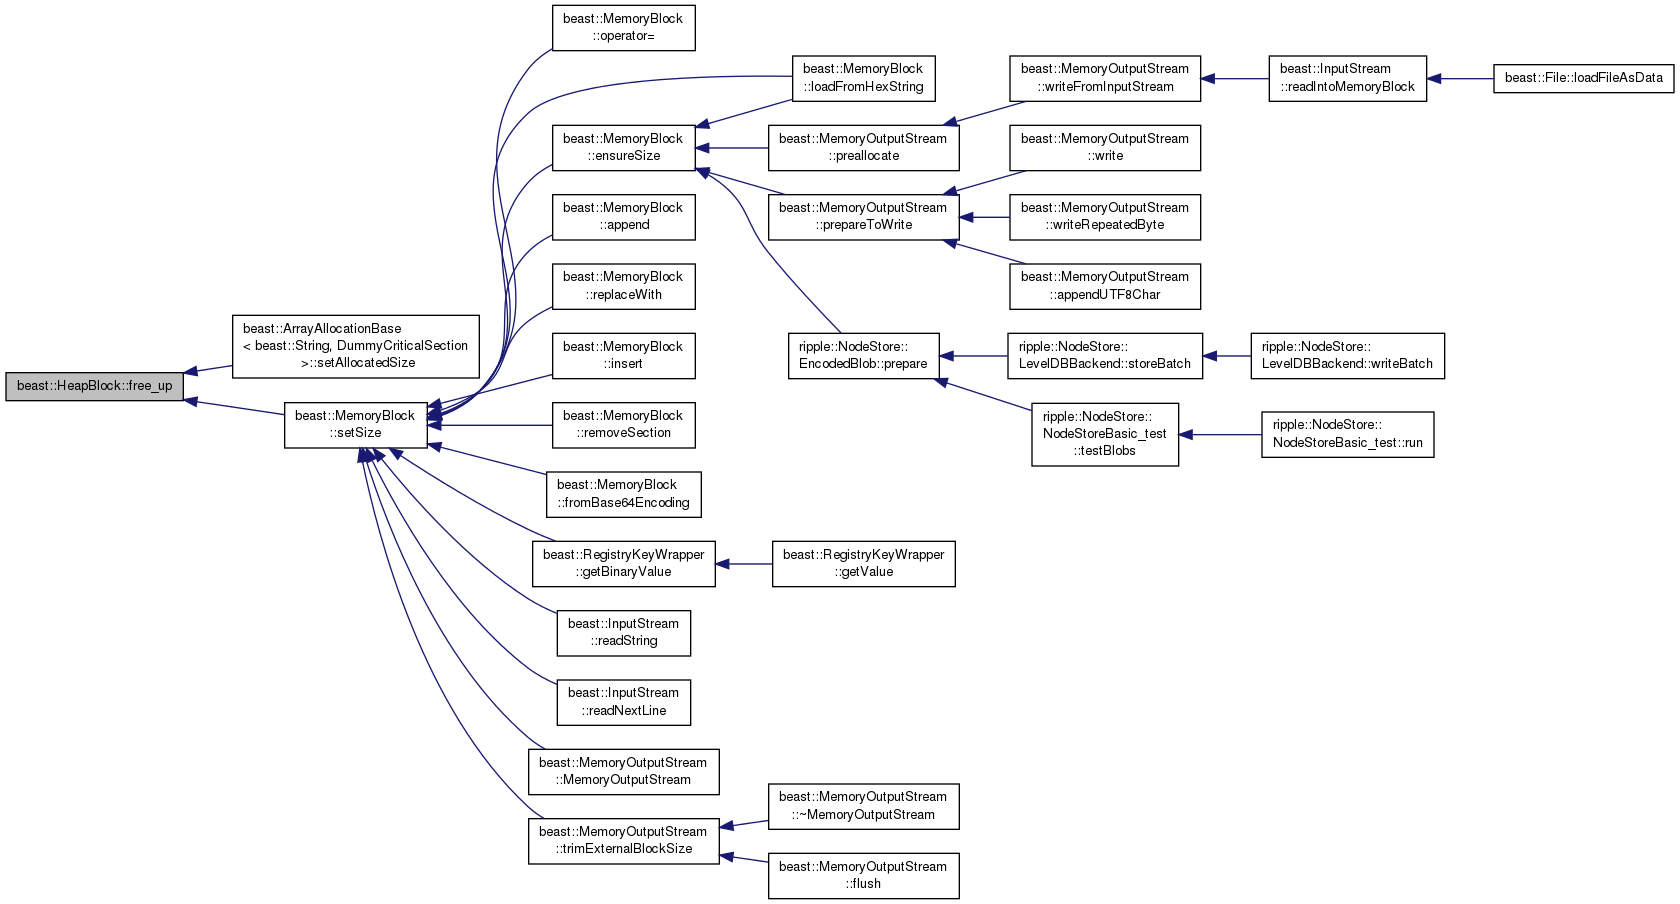 beast::HeapBlock::free_up
beast::ArrayAllocationBase
< beast::String, DummyCriticalSection
>::setAllocatedSize
beast::MemoryBlock
::setSize
beast::MemoryBlock
::operator=
beast::MemoryBlock
::loadFromHexString
beast::MemoryBlock
::ensureSize
beast::MemoryBlock
::append
beast::MemoryBlock
::replaceWith
beast::MemoryBlock
::insert
beast::MemoryBlock
::removeSection
beast::MemoryBlock
::fromBase64Encoding
beast::RegistryKeyWrapper
::getBinaryValue
beast::InputStream
::readString
beast::InputStream
::readNextLine
beast::MemoryOutputStream
::MemoryOutputStream
beast::MemoryOutputStream
::trimExternalBlockSize
beast::MemoryOutputStream
::preallocate
beast::MemoryOutputStream
::prepareToWrite
ripple::NodeStore::
EncodedBlob::prepare
beast::RegistryKeyWrapper
::getValue
beast::MemoryOutputStream
::~MemoryOutputStream
beast::MemoryOutputStream
::flush
beast::MemoryOutputStream
::writeFromInputStream
beast::MemoryOutputStream
::write
beast::MemoryOutputStream
::writeRepeatedByte
beast::MemoryOutputStream
::appendUTF8Char
ripple::NodeStore::
LevelDBBackend::storeBatch
ripple::NodeStore::
NodeStoreBasic_test
::testBlobs
beast::InputStream
::readIntoMemoryBlock
ripple::NodeStore::
LevelDBBackend::writeBatch
ripple::NodeStore::
NodeStoreBasic_test::run
beast::File::loadFileAsData